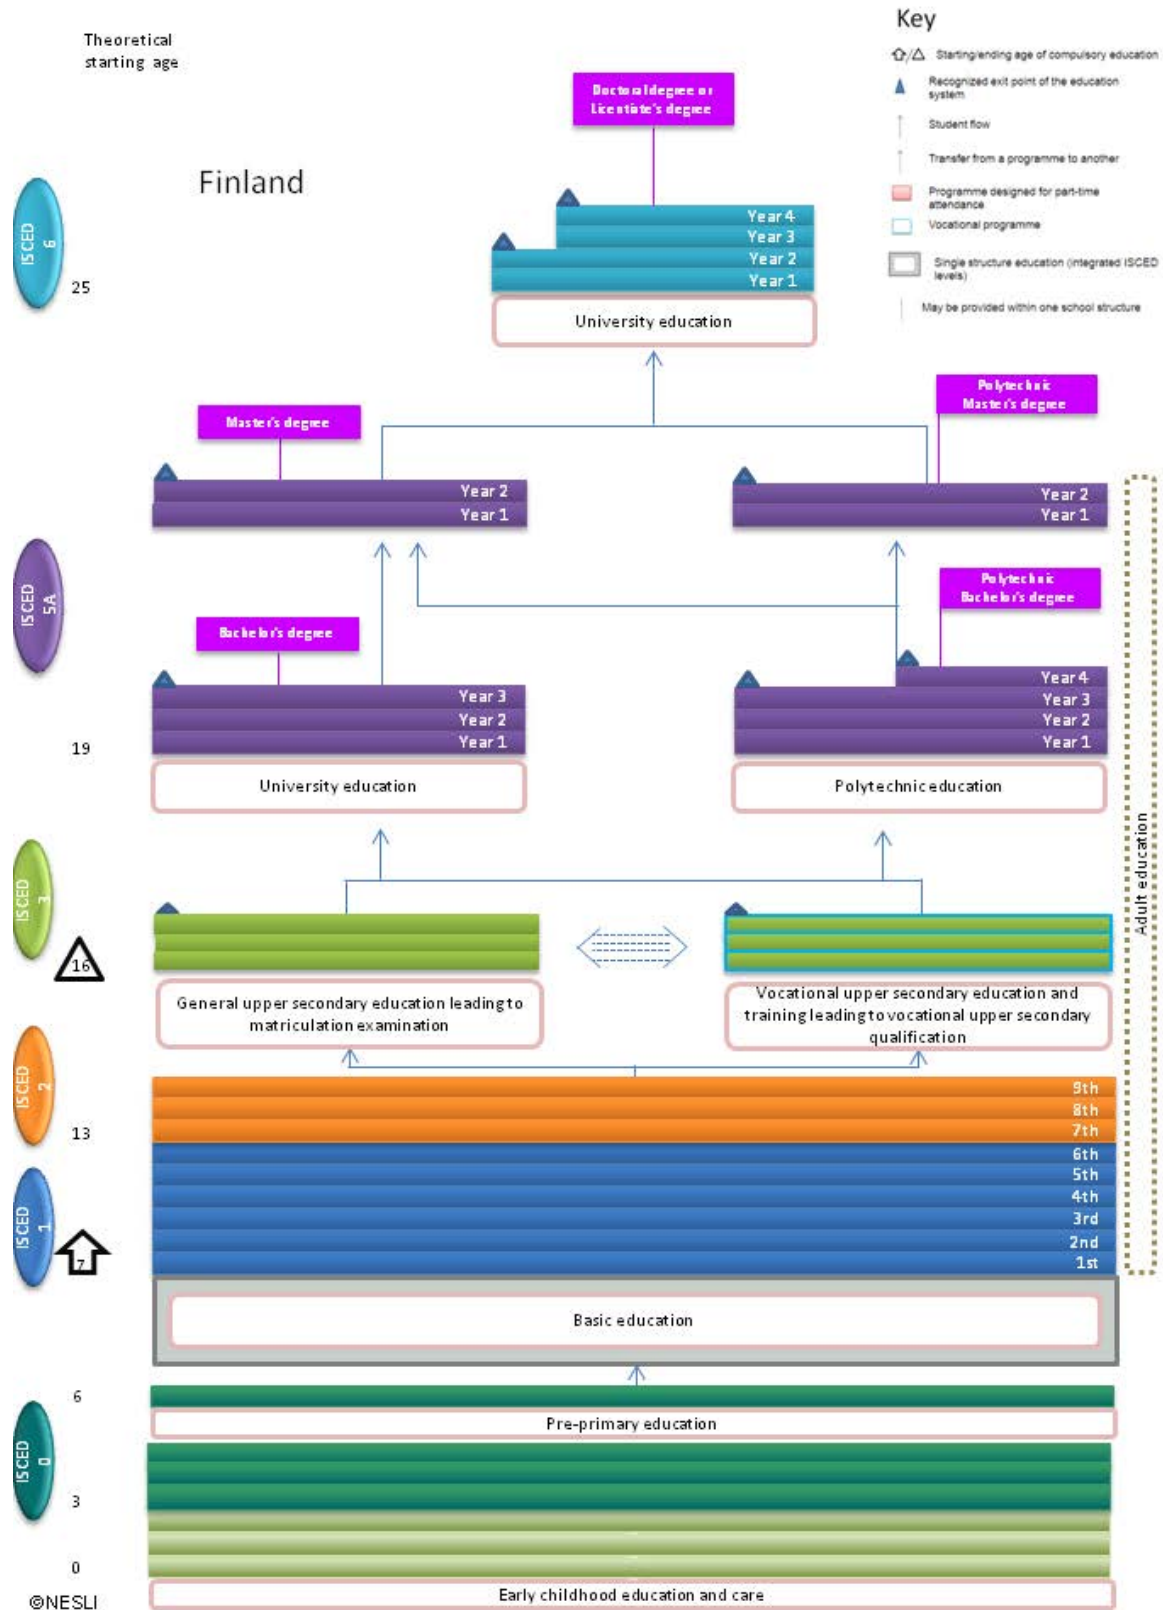 Key
Theoretical
starting age
Starting/ending age of compulsory education
Recognized exit point of the education
system
Student flow
Transfer from a programme to another
Programme designed for part-time
attendance
Vocational programme
Single structure education (integrated ISCED
levels)
May be provided within one school structure
Finland
Doctoral degree or
Licentiate's degree
ISCED
6
25
Year 4
Year 3
Year 2
Year 1
University education
Master's degree
Polytechnic
Master's degree
Year 2
Year 1
Year 2
Year 1
ISCED
5A
Bachelor's degree
Polytechnic
Bachelor's degree
Year 3
Year 2
Year 1
Year 4
Year 3
Year 2
Year 1
19
University education
Polytechnic education
Adult education
ISCED
3
16
General upper secondary education leading to
matriculation examination
Vocational upper secondary education and
training leading to vocational upper secondary
qualification
ISCED
2
13
9th
8th
7th
6th
5th
4th
3rd
2nd
1st
ISCED
1
7
Basic education
6
Pre-primary education
ISCED
0
3
0
Early childhood education and care
©NESLI